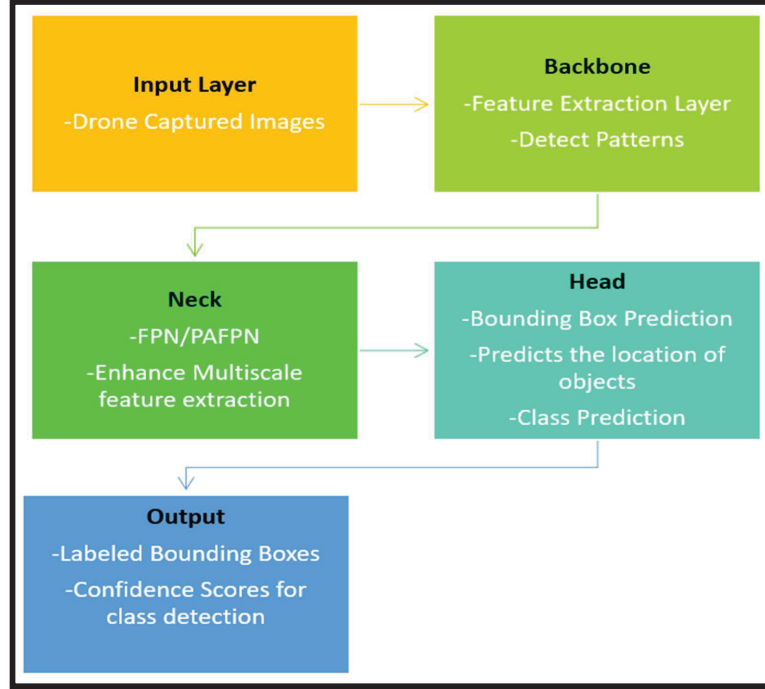 Input Layer
-Drone Captured Images
Backbone
-Feature Extraction Layer
-Detect Patterns
Neck
-FPN/PAFPN
-Enhance Multiscale
feature extraction
Head
-Bounding Box Prediction
-Predicts the location of
objects
-Class Prediction
Output
-Labeled Bounding Boxes
-Confidence Scores for
class detection